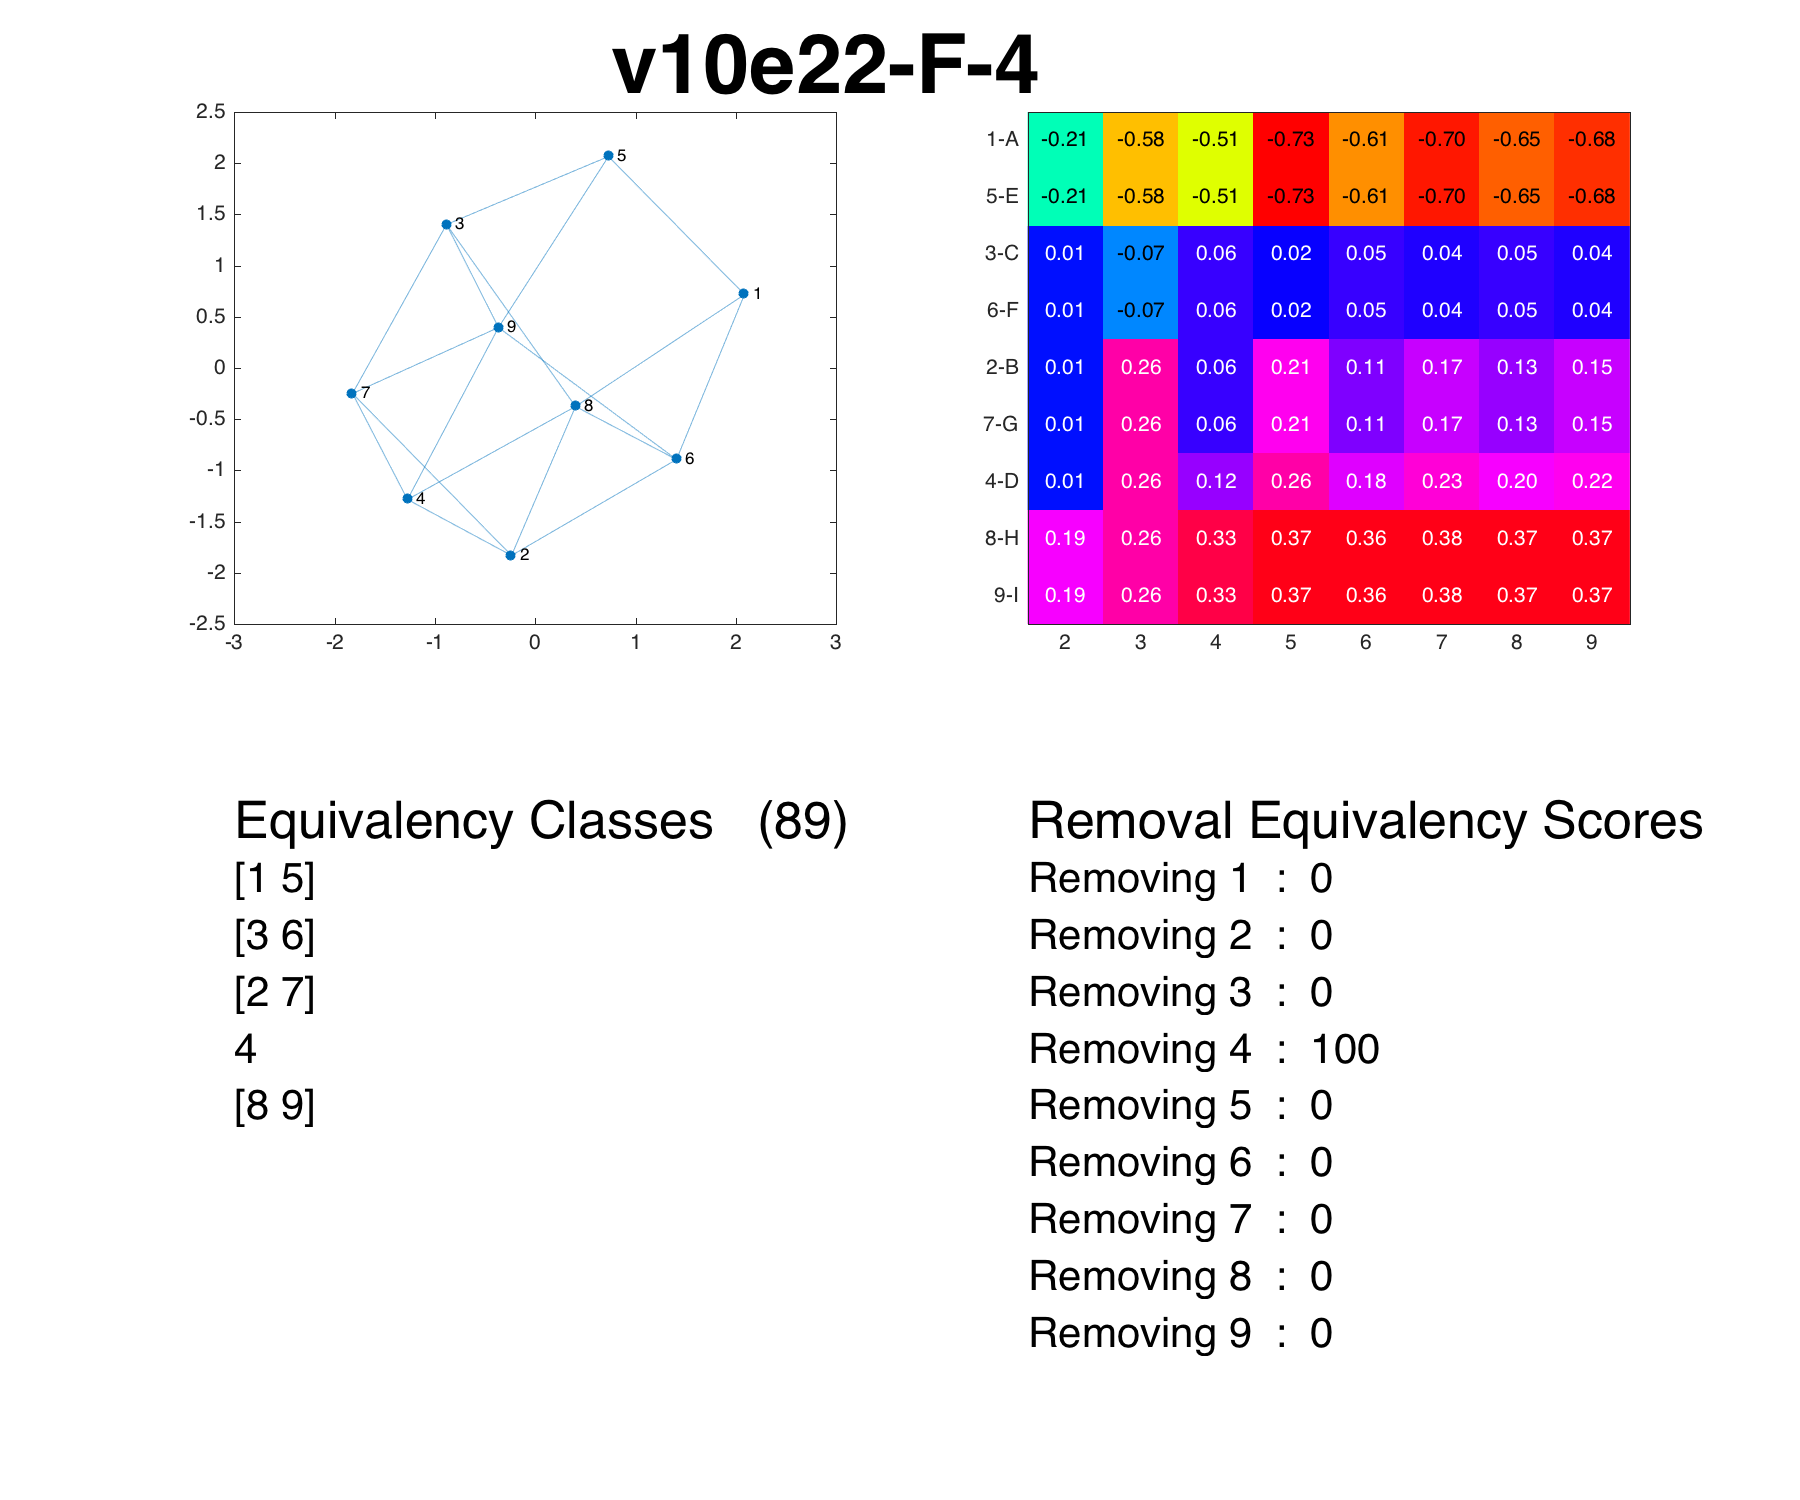 v10e22-F-4
2.5
2
1.5
1
0.5
0
-0.5
-1
-1.5
-2
-2.5
-3 -2 -1 0 1 2 3
5
3
1
9
7
8
6
4
2
1-A -0.21 -0.58 -0.51 -0.73 -0.61 -0.70 -0.65 -0.68
5-E -0.21 -0.58 -0.51 -0.73 -0.61 -0.70 -0.65 -0.68
3-C 0.01 -0.07 0.06 0.02 0.05 0.04 0.05 0.04
6-F 0.01 -0.07 0.06 0.02 0.05 0.04 0.05 0.04
2-B 0.01 0.26 0.06 0.21 0.11 0.17 0.13 0.15
7-G 0.01 0.26 0.06 0.21 0.11 0.17 0.13 0.15
4-D 0.01 0.26 0.12 0.26 0.18 0.23 0.20 0.22
8-H 0.19 0.26 0.33 0.37 0.36 0.38 0.37 0.37
9-I 0.19 0.26 0.33 0.37 0.36 0.38 0.37 0.37
2 3 4 5 6 7 8 9
Equivalency Classes (89)
[1 5]
[3 6]
[2 7]
4
[8 9]
Removal Equivalency Scores
Removing 1 : 0
Removing 2 : 0
Removing 3 : 0
Removing 4 : 100
Removing 5 : 0
Removing 6 : 0
Removing 7 : 0
Removing 8 : 0
Removing 9 : 0